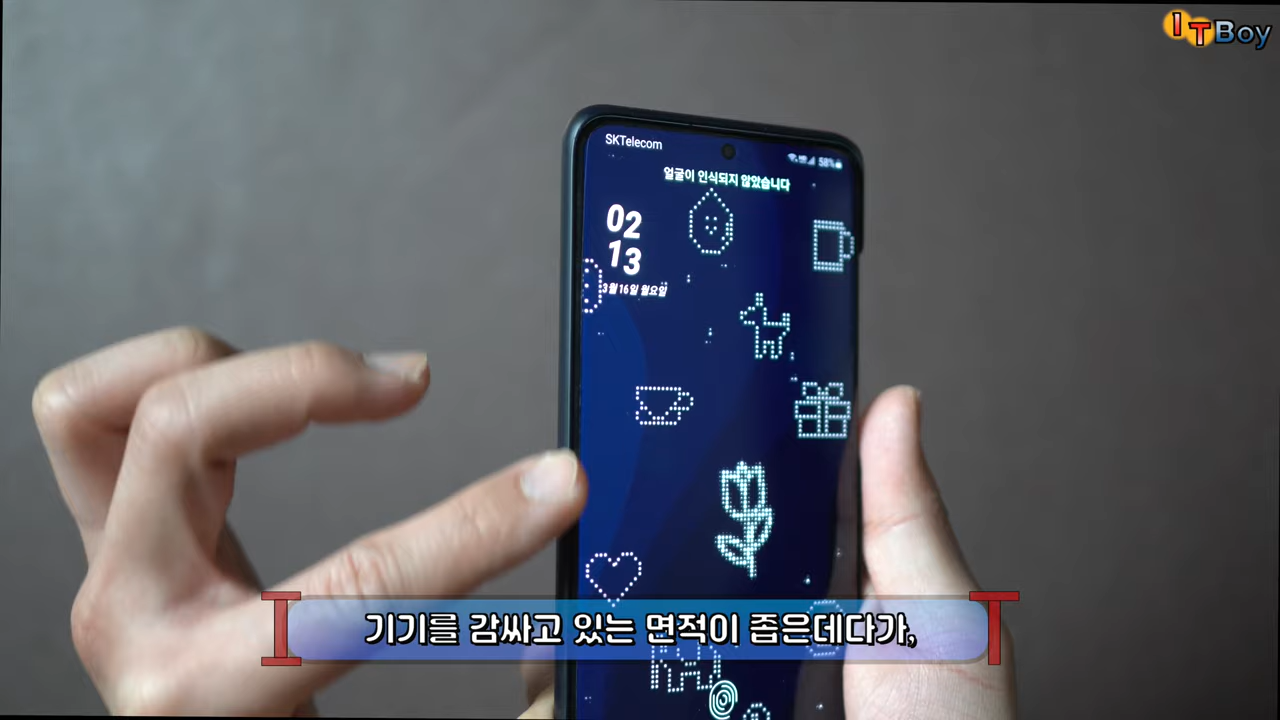 ITBoy
SKTelecom
58%
얼굴이 인식되지 않았습니다
02
13
3월 16일 월요일
기기를 감싸고 있는 면적이 좁은데다가,